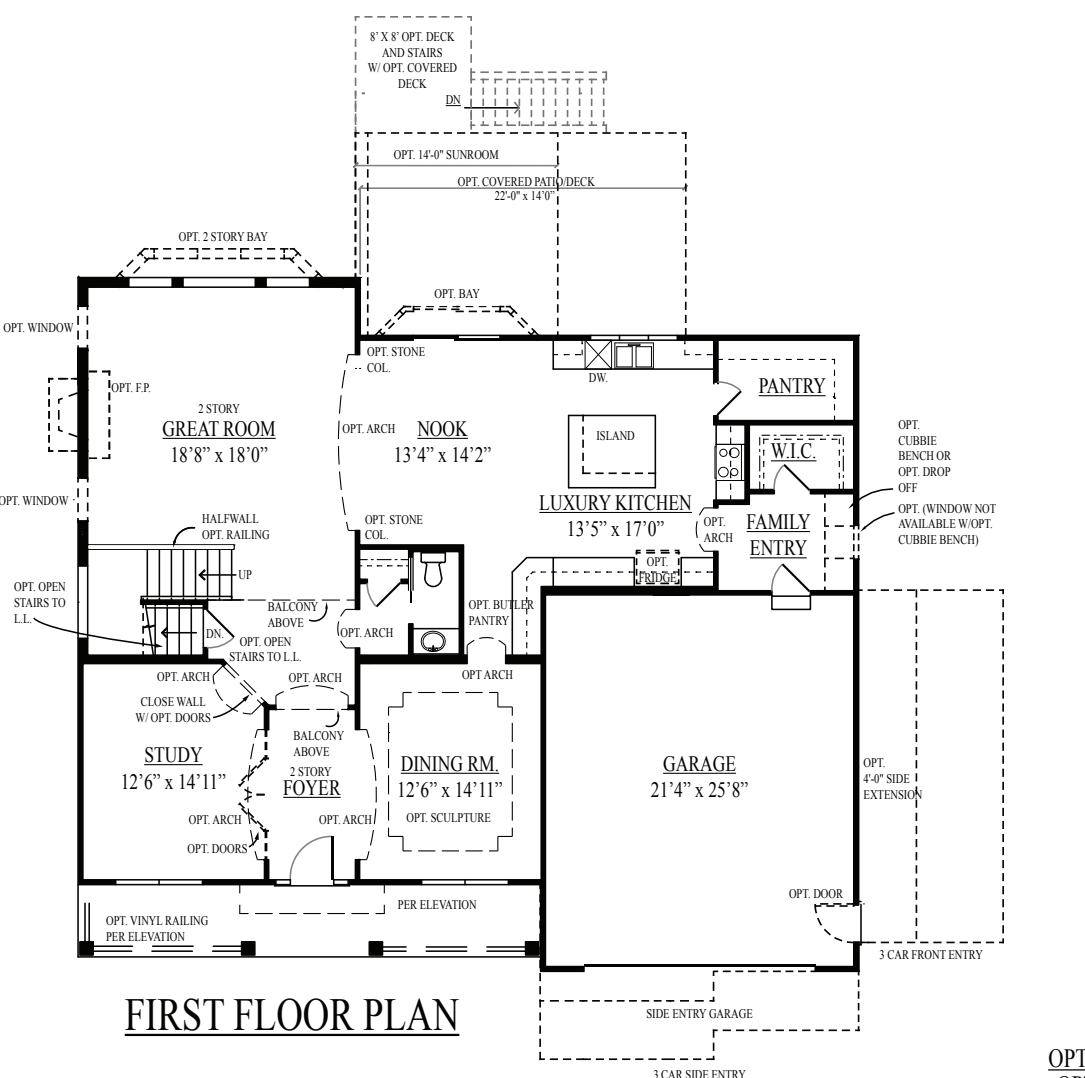 8’ X 8’ OPT. DECK
AND STAIRS
W/ OPT. COVERED
DECK
DN
OPT. 14'-0" SUNROOM
OPT. COVERED PATIO/DECK
22'-0" x 14'0”
OPT. 2 STORY BAY
OPT. BAY
OPT. WINDOW
OPT. STONE
COL.
DW.
PANTRY
OPT. F.P.
2 STORY
GREAT ROOM
18’8” x 18’0”
OPT. ARCH
NOOK
13’4” x 14’2”
ISLAND
W.I.C.
OPT.
CUBBIE
BENCH OR
OPT. DROP
OFF
OPT. WINDOW
LUXURY KITCHEN
13’5” x 17’0”
OPT. (WINDOW NOT
AVAILABLE W/OPT.
CUBBIE BENCH)
HALFWALL
OPT. RAILING
OPT. STONE
COL.
OPT.
ARCH
FAMILY
ENTRY
UP
OPT.
FRIDGE
OPT. OPEN
STAIRS TO
L.L.
BALCONY
ABOVE
OPT. BUTLER
PANTRY
DN.
OPT. OPEN
STAIRS TO L.L.
OPT. ARCH
OPT. ARCH
OPT. ARCH
OPT ARCH
CLOSE WALL
W/ OPT. DOORS
BALCONY
ABOVE
STUDY
12’6” x 14’11”
2 STORY
FOYER
DINING RM.
12’6” x 14’11”
OPT. SCULPTURE
GARAGE
21’4” x 25’8”
OPT.
4'-0" SIDE
EXTENSION
OPT. ARCH
OPT. ARCH
OPT. DOORS
OPT. DOOR
PER ELEVATION
OPT. VINYL RAILING
PER ELEVATION
3 CAR FRONT ENTRY
FIRST FLOOR PLAN
SIDE ENTRY GARAGE
3 CAR SIDE ENTRY
OPT